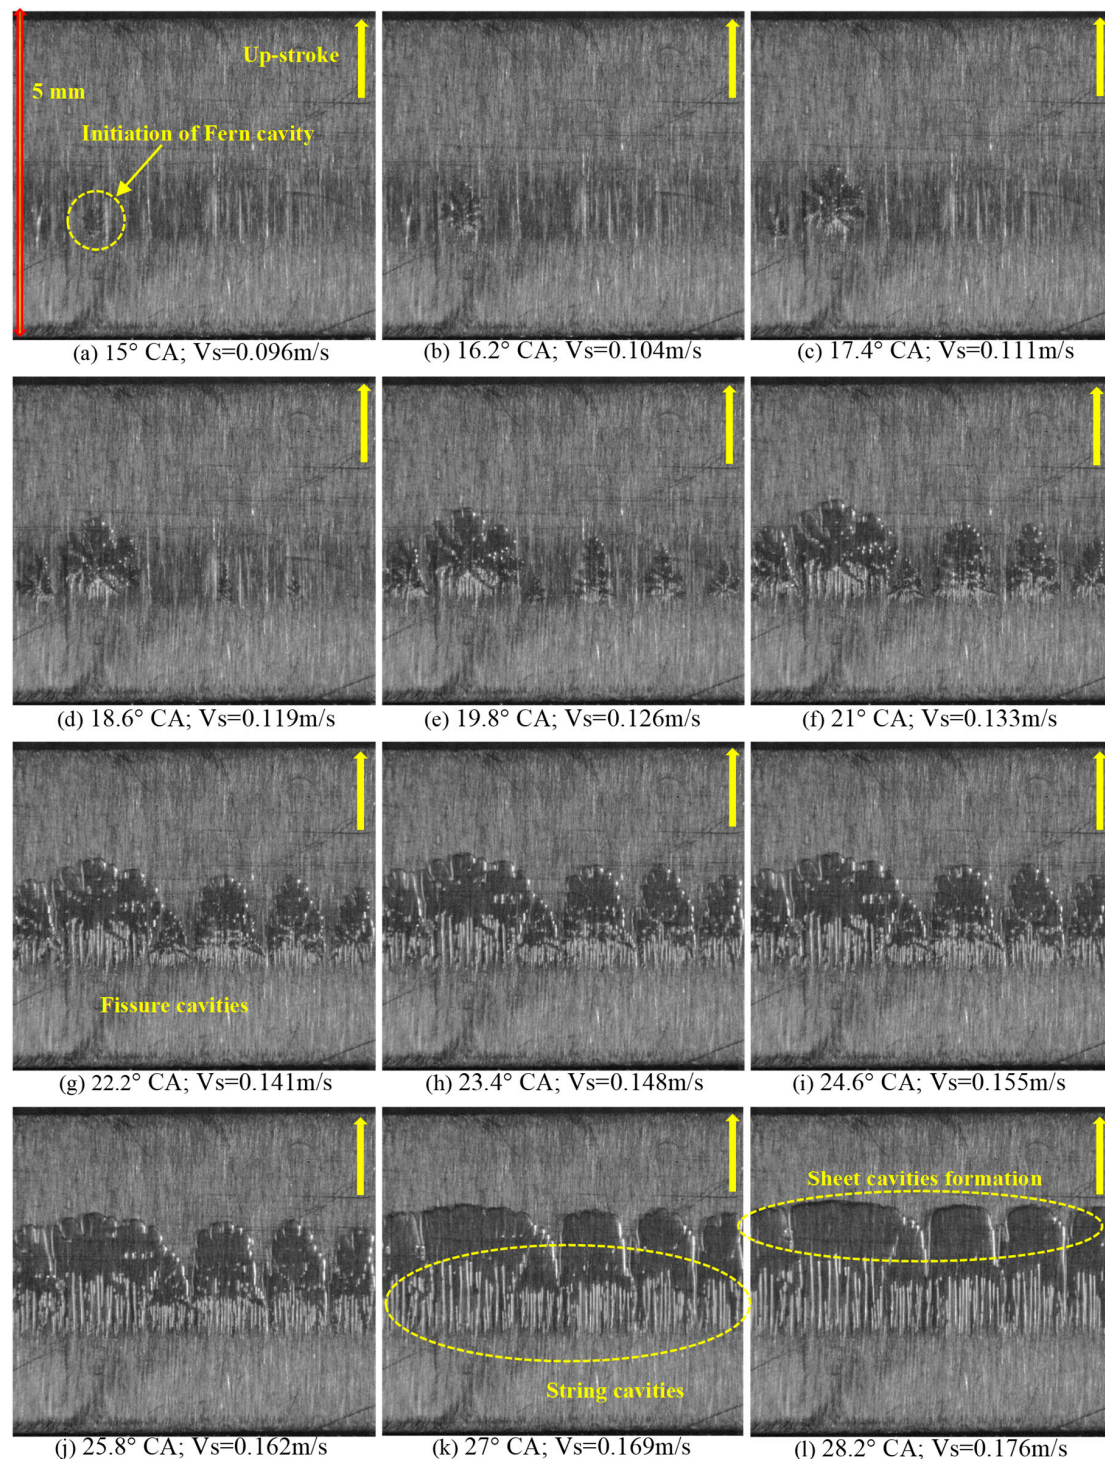 Up-stroke
5 mm
Initiation of Fern cavity
(a) 15° CA; Vs=0.096m/s
(b) 16.2° CA; Vs=0.104m/s
(c) 17.4° CA; Vs=0.111m/s
(d) 18.6° CA; Vs=0.119m/s
(e) 19.8° CA; Vs=0.126m/s
(f) 21° CA; Vs=0.133m/s
Fissure cavities
(g) 22.2° CA; Vs=0.141m/s
(h) 23.4° CA; Vs=0.148m/s
(i) 24.6° CA; Vs=0.155m/s
Sheet cavities formation
String cavities
(j) 25.8° CA; Vs=0.162m/s
(k) 27° CA; Vs=0.169m/s
(l) 28.2° CA; Vs=0.176m/s